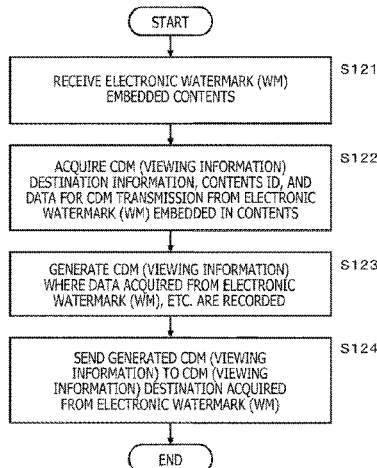 START
RECEIVE ELECTRONIC WATERMARK (WM)
EMBEDDED CONTENTS
S121
ACQUIRE CDM (VIEWING INFORMATION)
DESTINATION INFORMATION, CONTENTS ID, AND
DATA FOR CDM TRANSMISSION FROM ELECTRONIC
WATERMARK (WM) EMBEDDED IN CONTENTS
S122
GENERATE CDM (VIEWING INFORMATION)
WHERE DATA ACQUIRED FROM ELECTRONIC
WATERMARK (WM), ETC. ARE RECORDED
S123
SEND GENERATED CDM (VIEWING
INFORMATION) TO CDM (VIEWING
INFORMATION) DESTINATION ACQUIRED
FROM ELECTRONIC WATERMARK (WM)
S124
END